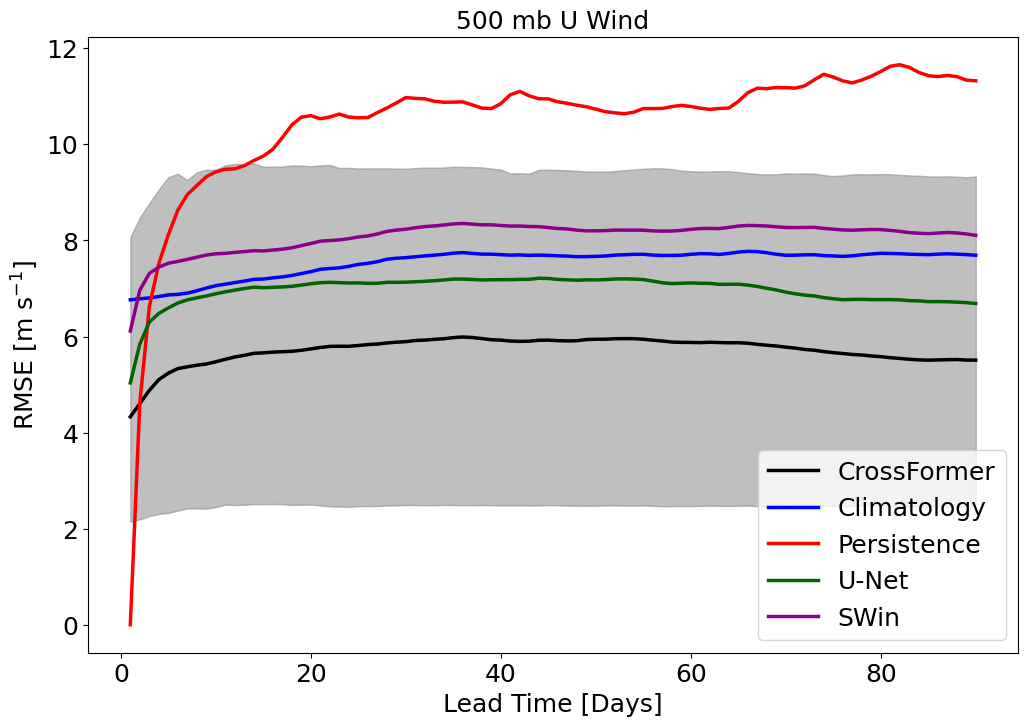 500 mb U Wind
RMSE [m s⁻¹]
12
10
8
6
4
2
0
0 20 40 60 80
Lead Time [Days]
CrossFormer
Climatology
Persistence
U-Net
SWin